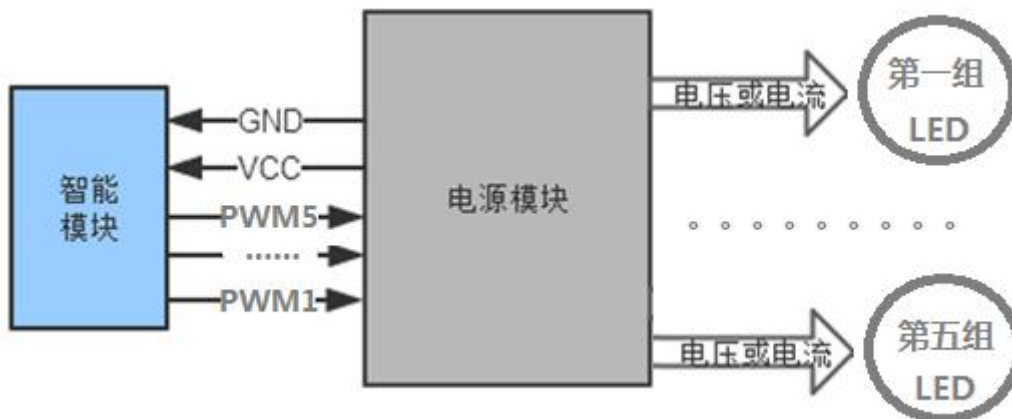 智能
模块
GND
VCC
PWM5
......
PWM1
电源模块
电压或电流
第一组
LED
电压或电流
第五组
LED